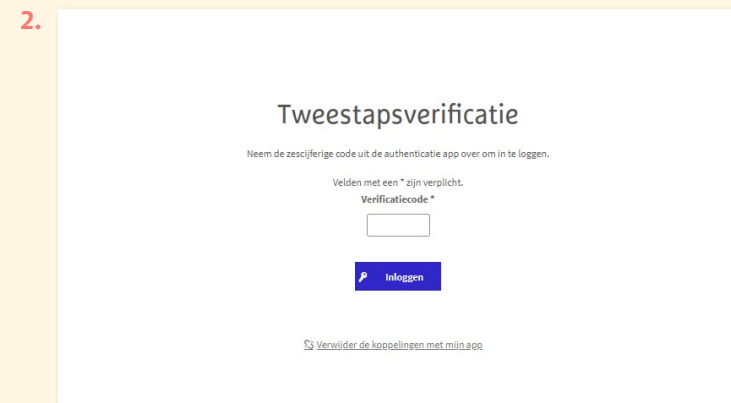 2.
Tweestapsverificatie
Neem de zescijferige code uit de authenticatie app over om in te loggen.
Velden met een * zijn verplicht.
Verificatiecode *
Inloggen
Verwijder de koppelingen met mijn app